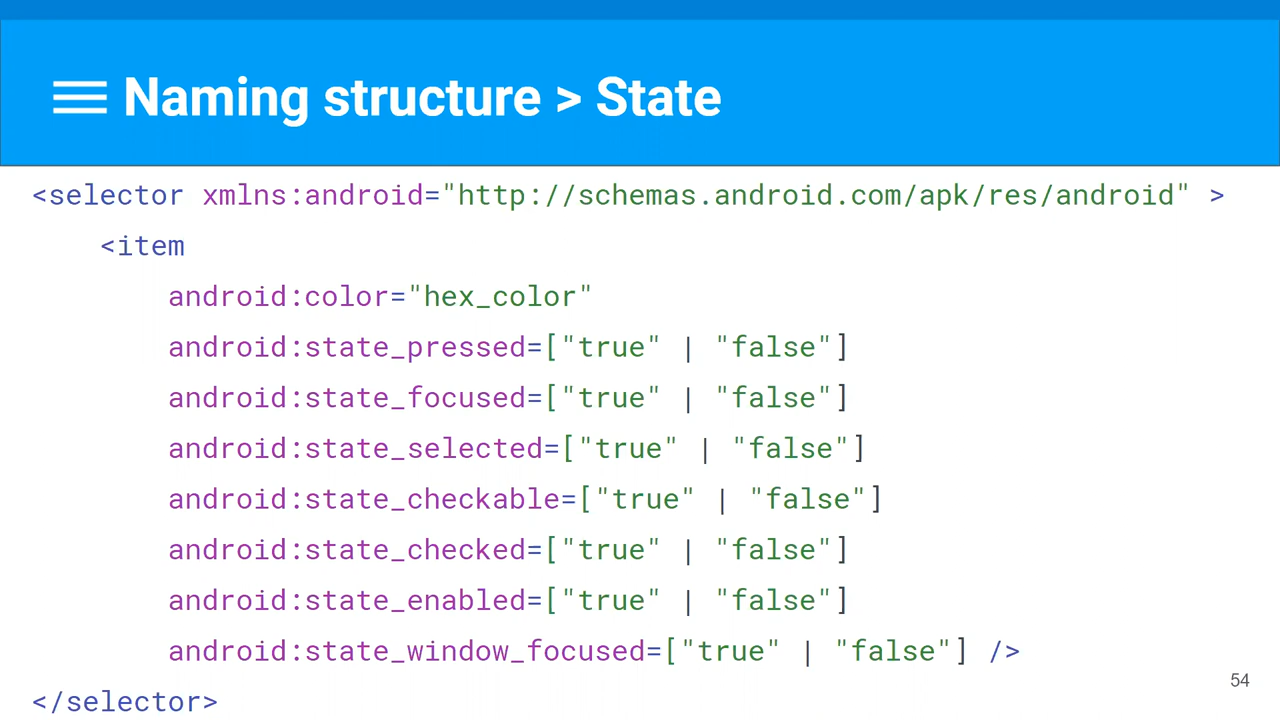 Naming structure > State
<selector xmlns:android="http://schemas.android.com/apk/res/android" >
<item
android:color="hex_color"
android:state_pressed=["true" | "false"]
android:state_focused=["true" | "false"]
android:state_selected=["true" | "false"]
android:state_checkable=["true" | "false"]
android:state_checked=["true" | "false"]
android:state_enabled=["true" | "false"]
android:state_window_focused=["true" | "false"] />
</selector>
54